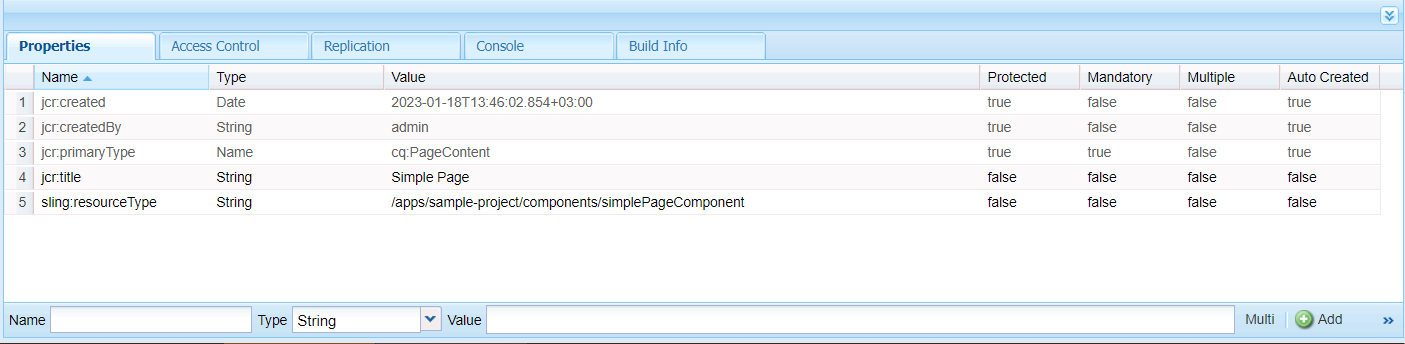 Properties Access Control Replication Console Build Info
Name Type Value Protected Mandatory Multiple Auto Created
1 jcr:created Date 2023-01-18T13:46:02.854+03:00 true false false true
2 jcr:createdBy String admin true false false true
3 jcr:primaryType Name cq:PageContent true true false true
4 jcr:title String Simple Page false false false false
5 sling:resourceType String /apps/sample-project/components/simplePageComponent false false false false
Name Type String Value Multi Add »